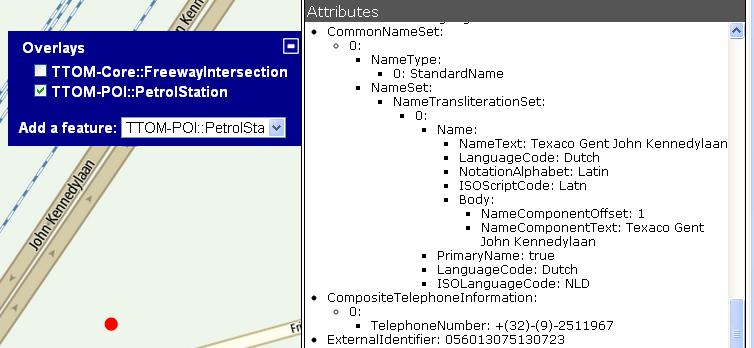 Overlays
TTOM-Core::FreewayIntersection
TTOM-POI::PetrolStation
Add a feature: TTOM-POI::PetrolSta
John Kennedylaan
John Kenn
Fr
Attributes
CommonNameSet:
0:
NameType:
0: StandardName
NameSet:
NameTransliterationSet:
0:
Name:
NameText: Texaco Gent John Kennedylaan
LanguageCode: Dutch
NotationAlphabet: Latin
ISOScriptCode: Latn
Body:
NameComponentOffset: 1
NameComponentText: Texaco Gent
John Kennedylaan
PrimaryName: true
LanguageCode: Dutch
ISOLanguageCode: NLD
CompositeTelephoneInformation:
0:
TelephoneNumber: +(32)-(9)-2511967
ExternalIdentifier: 056013075130723